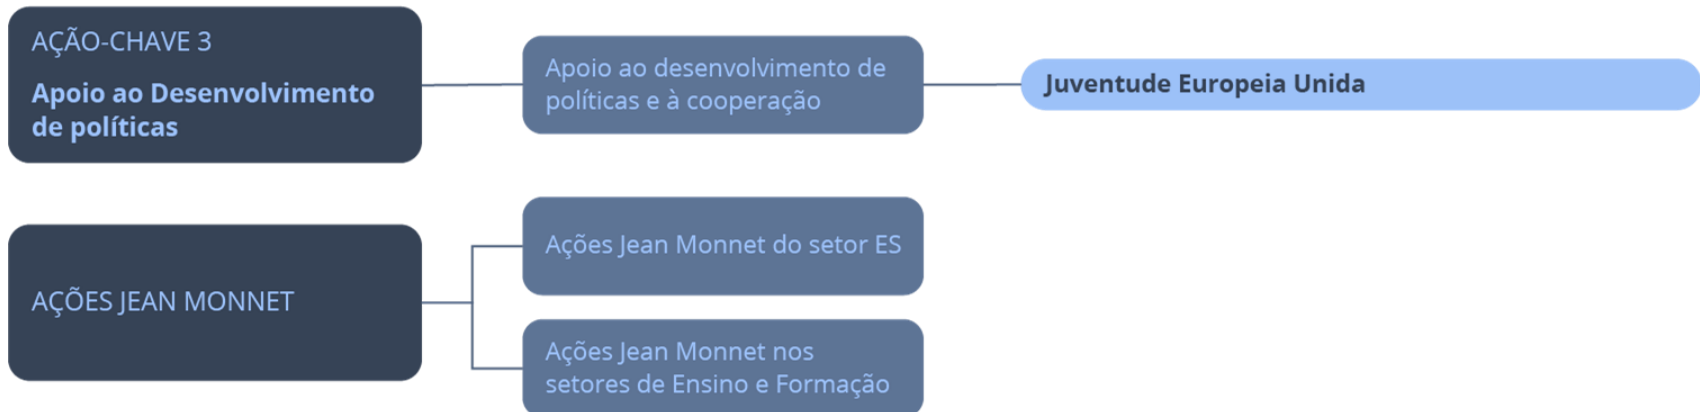 AÇÃO-CHAVE 3
Apoio ao Desenvolvimento
de políticas
Apoio ao desenvolvimento de
políticas e à cooperação
Juventude Europeia Unida
AÇÕES JEAN MONNET
Ações Jean Monnet do setor ES
Ações Jean Monnet nos
setores de Ensino e Formação